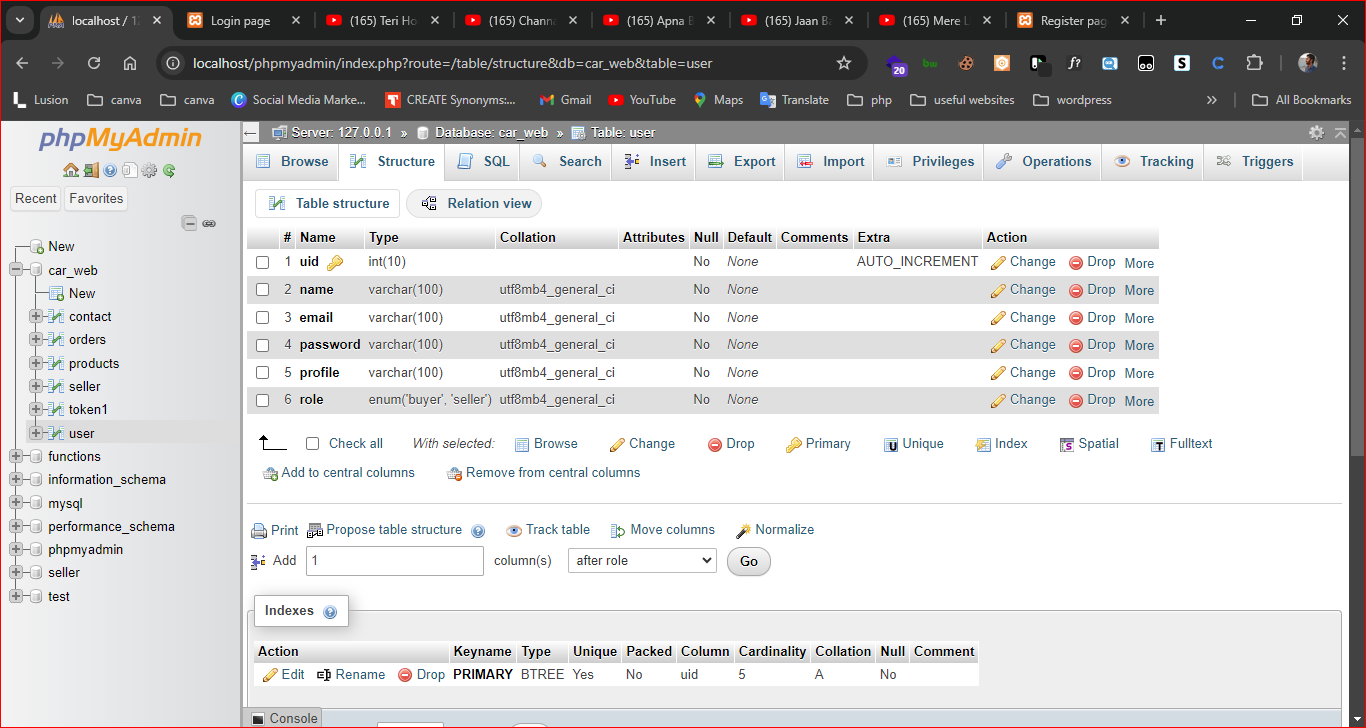 localhost / 12
Login page
(165) Teri Ho
(165) Chann
(165) Apna B
(165) Jaan Ba
(165) Mere L
Register pag
localhost/phpmyadmin/index.php?route=/table/structure&db=car_web&table=user
20
bw
f?
S
C
Lusion
canva
canva
Social Media Marke...
CREATE Synonyms:...
Gmail
YouTube
Maps
Translate
php
useful websites
wordpress
All Bookmarks
phpMyAdmin
Recent
Favorites
New
car_web
New
contact
orders
products
seller
token1
user
functions
information_schema
mysql
performance_schema
phpmyadmin
seller
test
Server: 127.0.0.1 » Database: car_web » Table: user
Browse Structure SQL Search Insert Export Import Privileges Operations Tracking Triggers
Table structure Relation view
# Name Type Collation Attributes Null Default Comments Extra Action
1 uid int(10) No None AUTO_INCREMENT Change Drop More
2 name varchar(100) utf8mb4_general_ci No None Change Drop More
3 email varchar(100) utf8mb4_general_ci No None Change Drop More
4 password varchar(100) utf8mb4_general_ci No None Change Drop More
5 profile varchar(100) utf8mb4_general_ci No None Change Drop More
6 role enum('buyer', 'seller') utf8mb4_general_ci No None Change Drop More
Check all With selected: Browse Change Drop Primary Unique Index Spatial Fulltext
Add to central columns Remove from central columns
Print Propose table structure Track table Move columns Normalize
Add 1 column(s) after role Go
Indexes
Action Keyname Type Unique Packed Column Cardinality Collation Null Comment
Edit Rename Drop PRIMARY BTREE Yes No uid 5 A No
Console